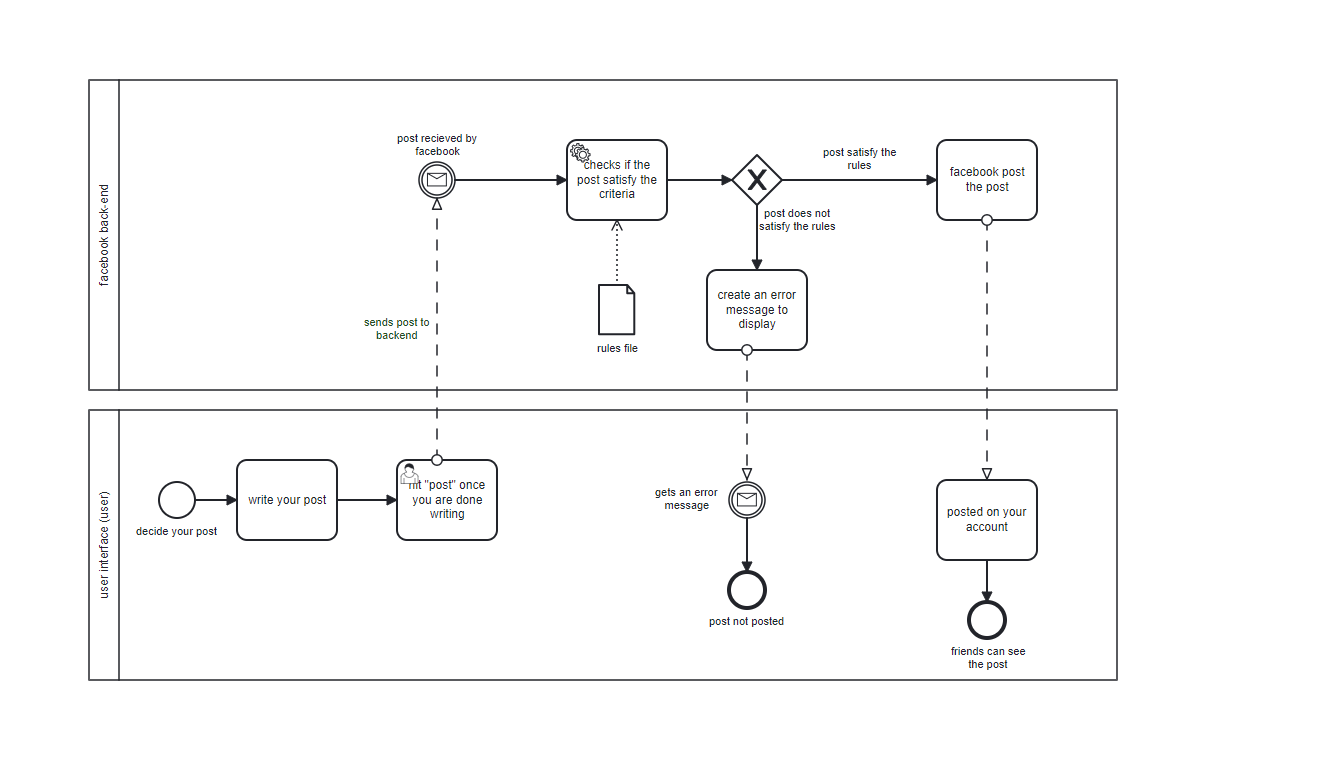 facebook back-end
post recieved by
facebook
checks if the
post satisfy the
criteria
post satisfy the
rules
facebook post
the post
post does not
satisfy the rules
create an error
message to
display
rules file
sends post to
backend
user interface (user)
decide your post
write your post
hit "post" once
you are done
writing
gets an error
message
post not posted
posted on your
account
friends can see
the post